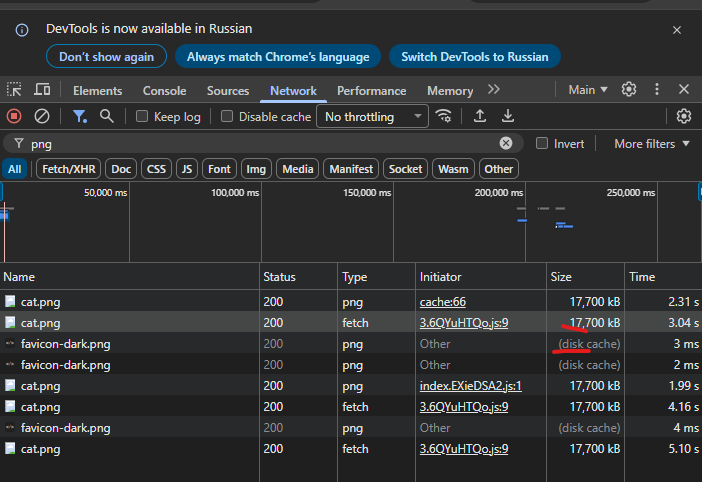 DevTools is now available in Russian
Don't show again Always match Chrome's language Switch DevTools to Russian
Elements Console Sources Network Performance Memory Main
Keep log Disable cache No throttling
png Invert More filters
All Fetch/XHR Doc CSS JS Font Img Media Manifest Socket Wasm Other
50,000 ms 100,000 ms 150,000 ms 200,000 ms 250,000 ms
Name Status Type Initiator Size Time
cat.png 200 png cache:66 17,700 kB 2.31 s
cat.png 200 fetch 3.6QYuHTQo.js:9 17,700 kB 3.04 s
favicon-dark.png 200 png Other (disk cache) 3 ms
favicon-dark.png 200 png Other (disk cache) 2 ms
cat.png 200 png index.EXieDSA2.js:1 17,700 kB 1.99 s
cat.png 200 fetch 3.6QYuHTQo.js:9 17,700 kB 4.16 s
favicon-dark.png 200 png Other (disk cache) 4 ms
cat.png 200 fetch 3.6QYuHTQo.js:9 17,700 kB 5.10 s